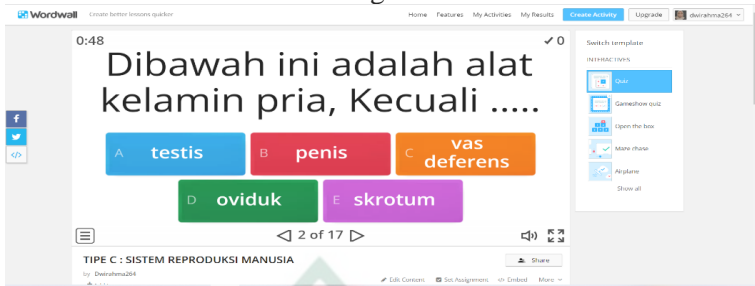 Wordwall Create better lessons quicker Home Features My Activities My Results Create Activity Upgrade dwirahma264
0:48 ✓ 0
Dibawah ini adalah alat
kelamin pria, Kecuali .....
A testis
B penis
C vas deferens
D oviduk
E skrotum
2 of 17
Switch template
INTERACTIVES
Quiz
Gameshow quiz
Open the box
Maze chase
Airplane
Show all
TIPE C : SISTEM REPRODUKSI MANUSIA
by Dwirahma264
Share
Edit Content Set Assignment Embed More